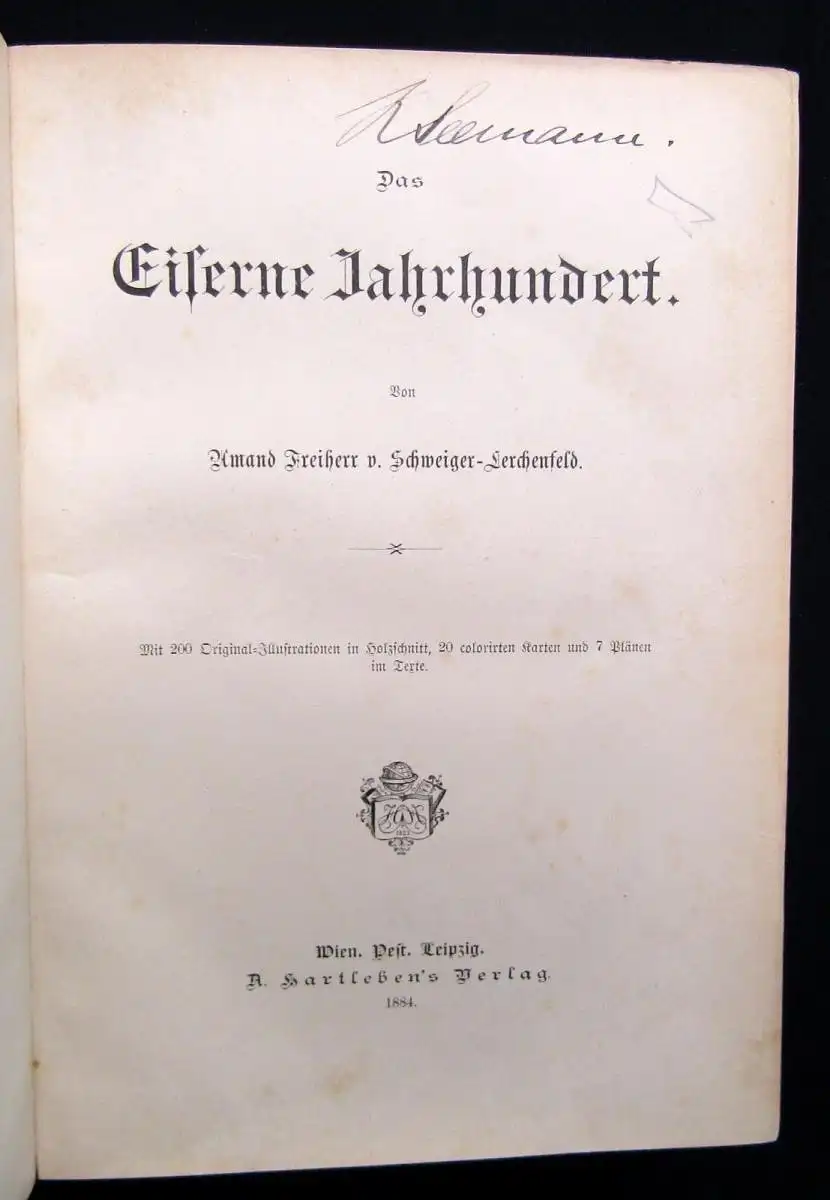 Seemann.
Das
Eiſerne Jahrhundert.
Von
Amand Freiherr v. Schweiger-Lerchenfeld.
Mit 200 Original-Illuſtrationen in Holzſchnitt, 20 colorirten Karten und 7 Plänen
im Texte.
Wien. Peſt. Leipzig.
A. Hartleben's Verlag.
1884.